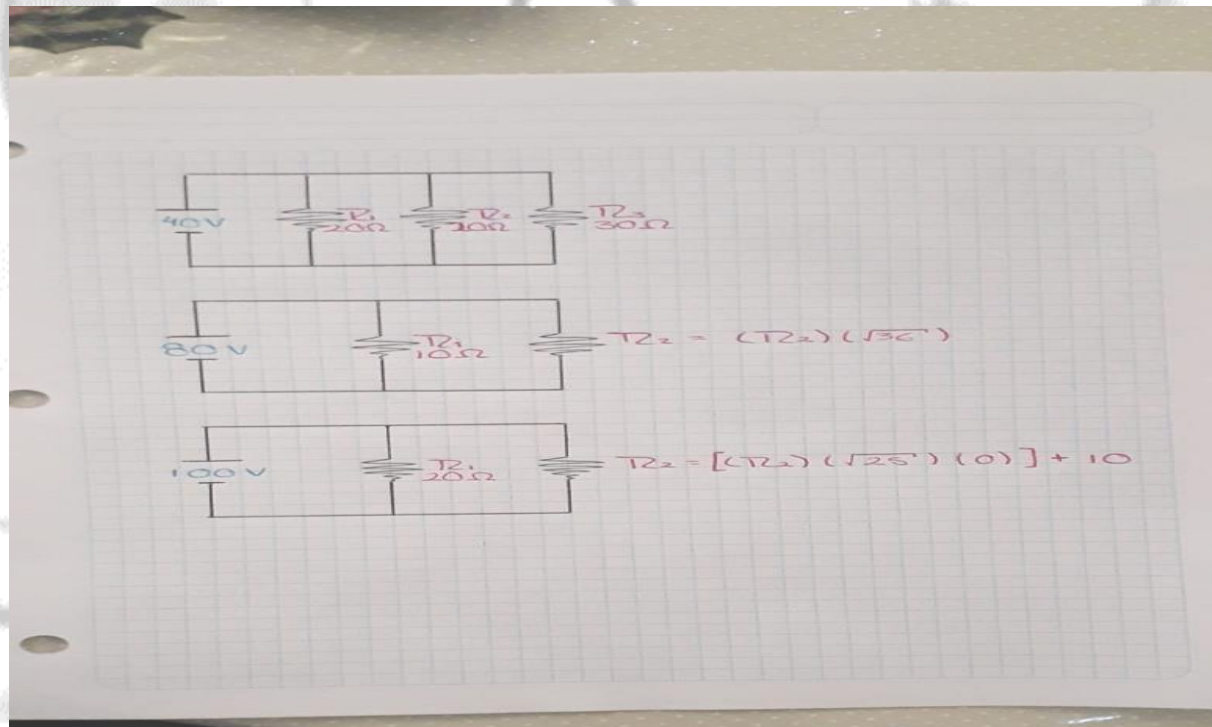 40V R₁ R₂ R₃
20Ω 20Ω 30Ω
80V R₁ R₂ = (R₂)(√36)
10Ω
100V R₁ R₂ = [(R₂)(√25)(0)] + 10
20Ω